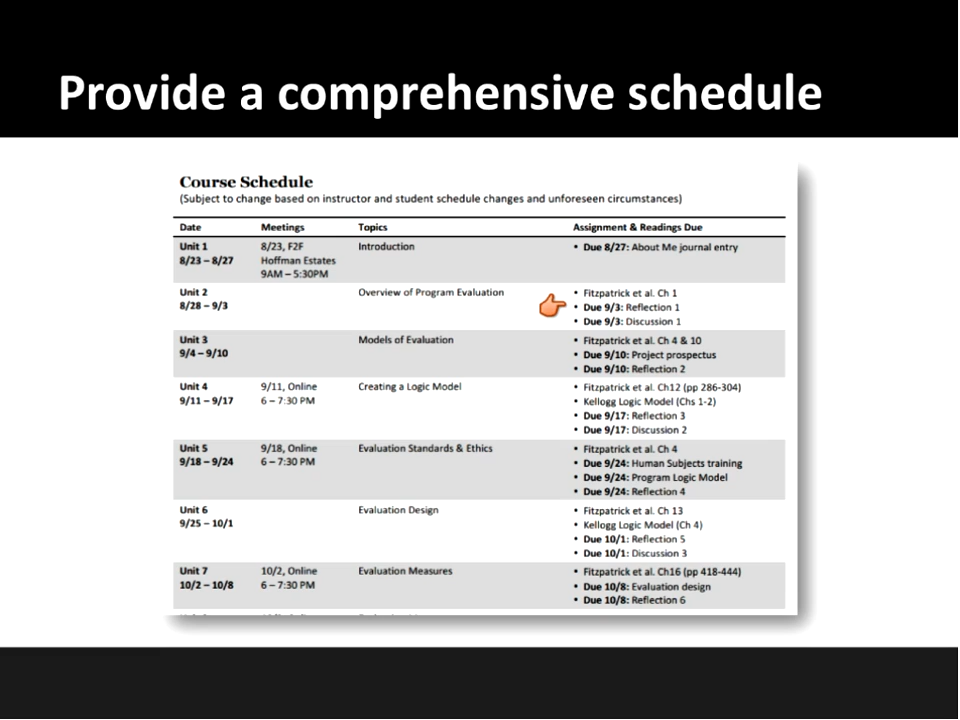 Provide a comprehensive schedule
Course Schedule
(Subject to change based on instructor and student schedule changes and unforeseen circumstances)
Date Meetings Topics Assignment & Readings Due
Unit 1 8/23, F2F Introduction • Due 8/27: About Me journal entry
8/23 – 8/27 Hoffman Estates
9AM – 5:30PM
Unit 2 Overview of Program Evaluation • Fitzpatrick et al. Ch 1
8/28 – 9/3 • Due 9/3: Reflection 1
• Due 9/3: Discussion 1
Unit 3 Models of Evaluation • Fitzpatrick et al. Ch 4 & 10
9/4 – 9/10 • Due 9/10: Project prospectus
• Due 9/10: Reflection 2
Unit 4 9/11, Online Creating a Logic Model • Fitzpatrick et al. Ch12 (pp 286-304)
9/11 – 9/17 6 – 7:30 PM • Kellogg Logic Model (Chs 1-2)
• Due 9/17: Reflection 3
• Due 9/17: Discussion 2
Unit 5 9/18, Online Evaluation Standards & Ethics • Fitzpatrick et al. Ch 4
9/18 – 9/24 6 – 7:30 PM • Due 9/24: Human Subjects training
• Due 9/24: Program Logic Model
• Due 9/24: Reflection 4
Unit 6 Evaluation Design • Fitzpatrick et al. Ch 13
9/25 – 10/1 • Kellogg Logic Model (Ch 4)
• Due 10/1: Reflection 5
• Due 10/1: Discussion 3
Unit 7 10/2, Online Evaluation Measures • Fitzpatrick et al. Ch16 (pp 418-444)
10/2 – 10/8 6 – 7:30 PM • Due 10/8: Evaluation design
• Due 10/8: Reflection 6